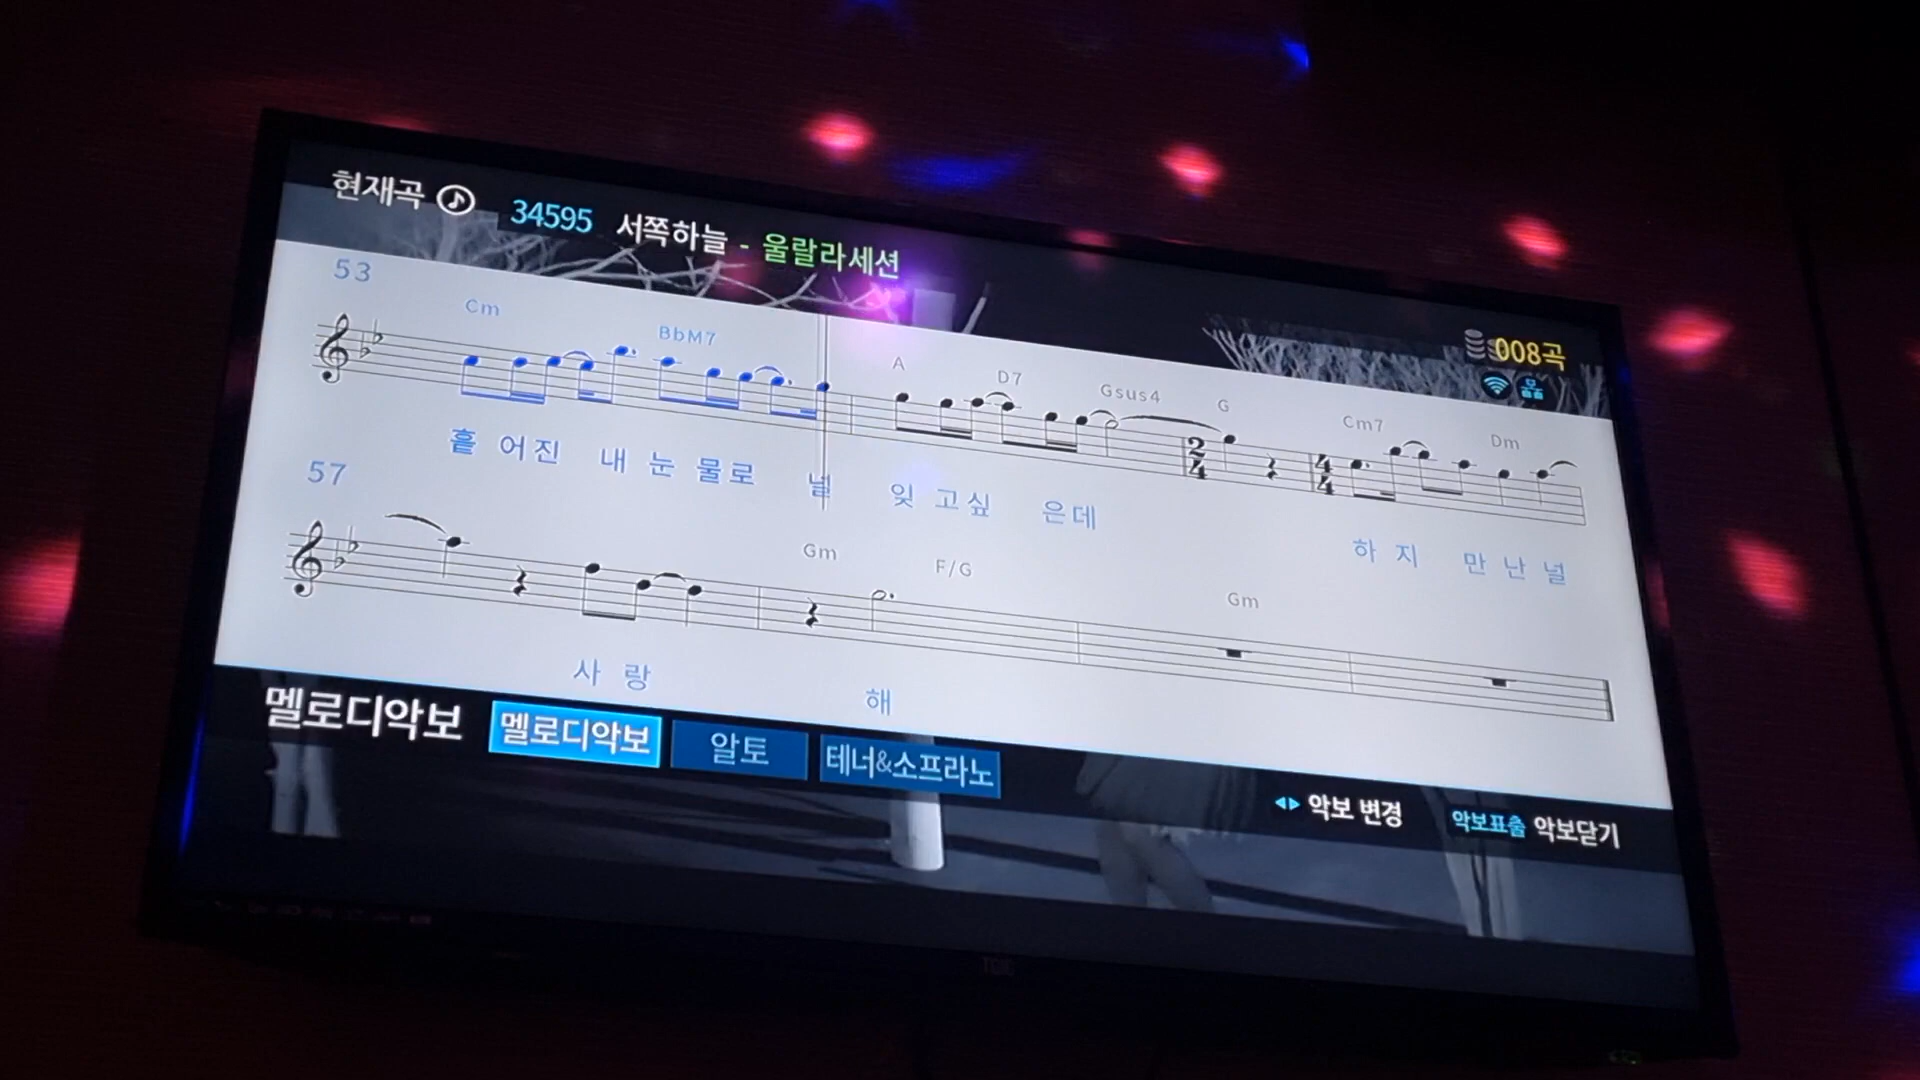 현재곡 34595 서쪽하늘 - 울랄라세션
008곡
53
Cm BbM7 A D7 Gsus4 G Cm7 Dm
2/4 4/4
흩 어진 내 눈 물로 널 잊 고싶 은데 하 지 만 난 널
57
Gm F/G Gm
사 랑 해
멜로디악보 멜로디악보 알토 테너&소프라노
악보 변경 악보표출 악보닫기